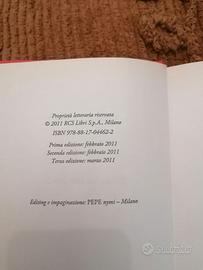 Proprietà letteraria riservata
© 2011 RCS Libri S.p.A., Milano
ISBN 978-88-17-04462-2
Prima edizione: febbraio 2011
Seconda edizione: febbraio 2011
Terza edizione: marzo 2011
Editing e impaginazione: PEPE nymi – Milano
subito